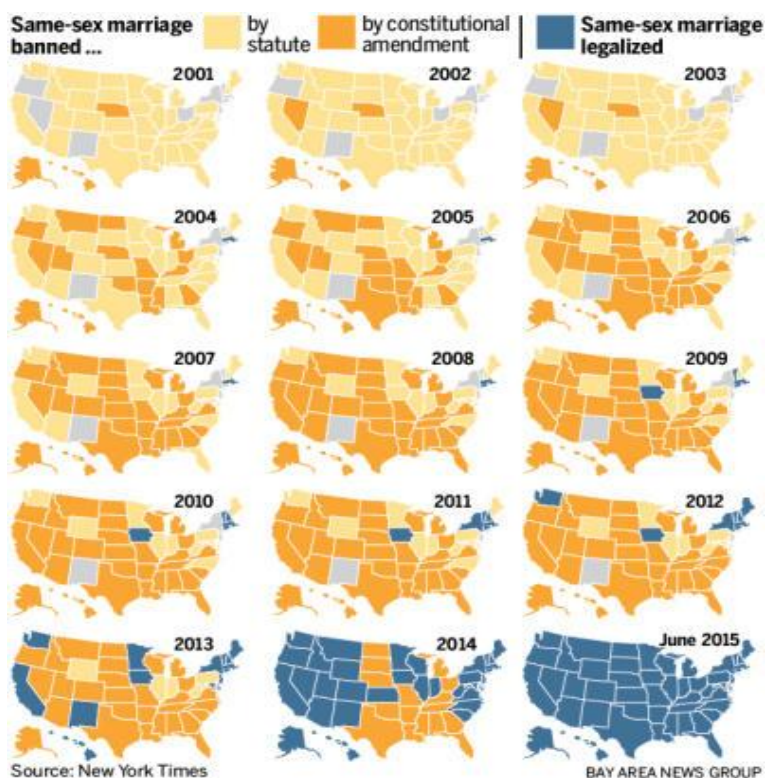 Same-sex marriage
banned ...
by
statute
by constitutional
amendment
Same-sex marriage
legalized
2001
2002
2003
2004
2005
2006
2007
2008
2009
2010
2011
2012
2013
2014
June 2015
Source: New York Times
BAY AREA NEWS GROUP